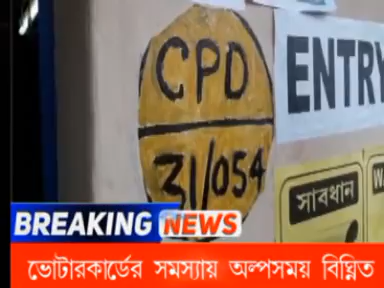 CPD
ENTRY
31/054
সাবধান
BREAKING NEWS
ভোটারকার্ডের সমস্যায় অল্পসময় বিঘ্নিত